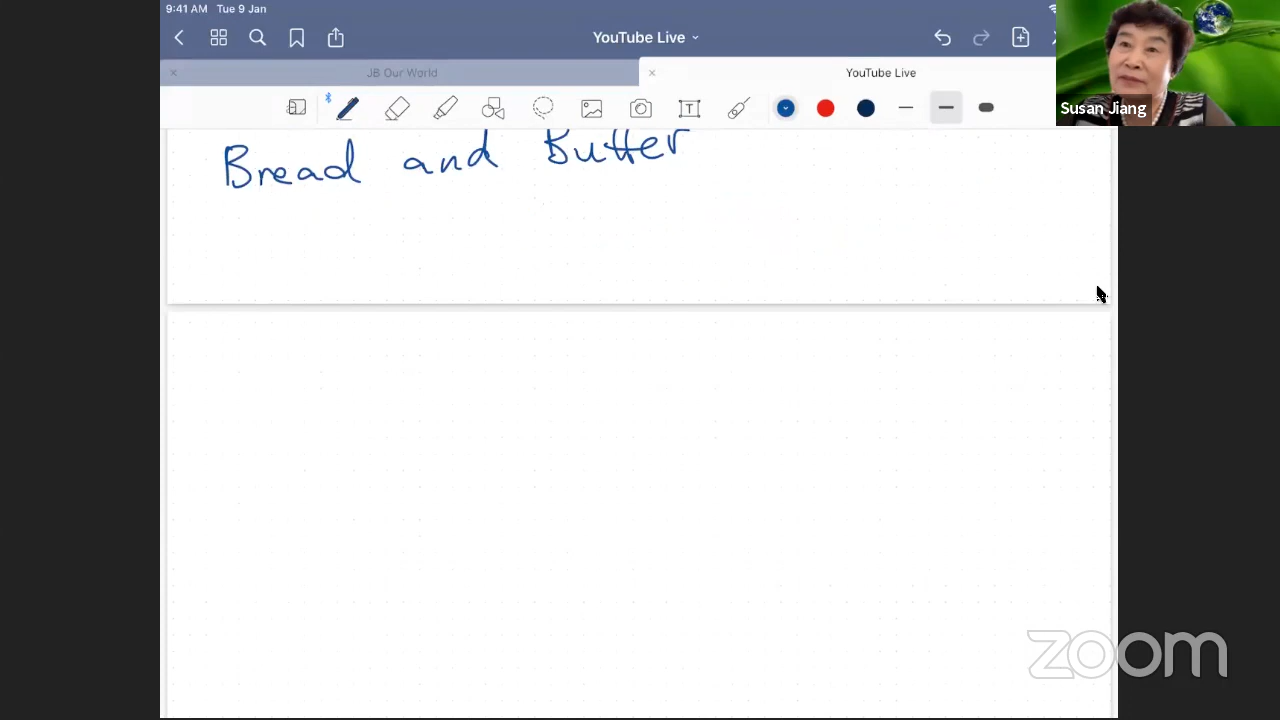 9:41 AM Tue 9 Jan
YouTube Live
JB Our World
YouTube Live
T
Susan Jiang
Bread and Butter
zoom